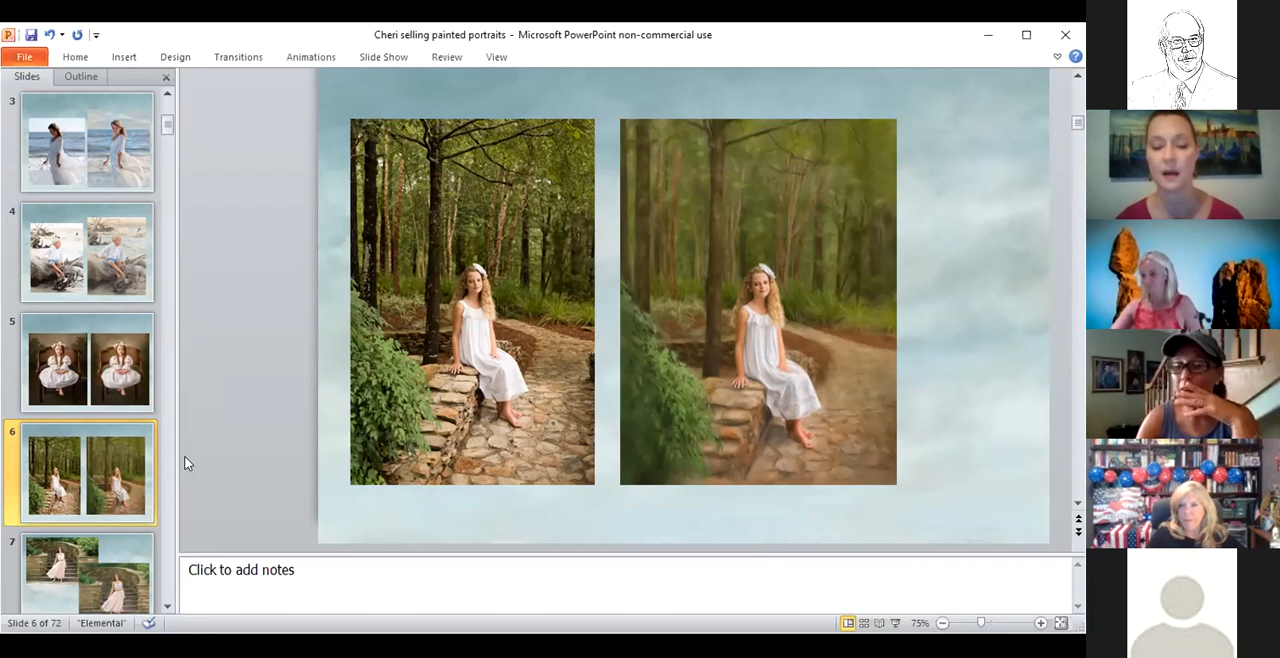 Cheri selling painted portraits - Microsoft PowerPoint non-commercial use
File Home Insert Design Transitions Animations Slide Show Review View
Slides Outline
3
4
5
6
7
Click to add notes
Slide 6 of 72 "Elemental" 75%